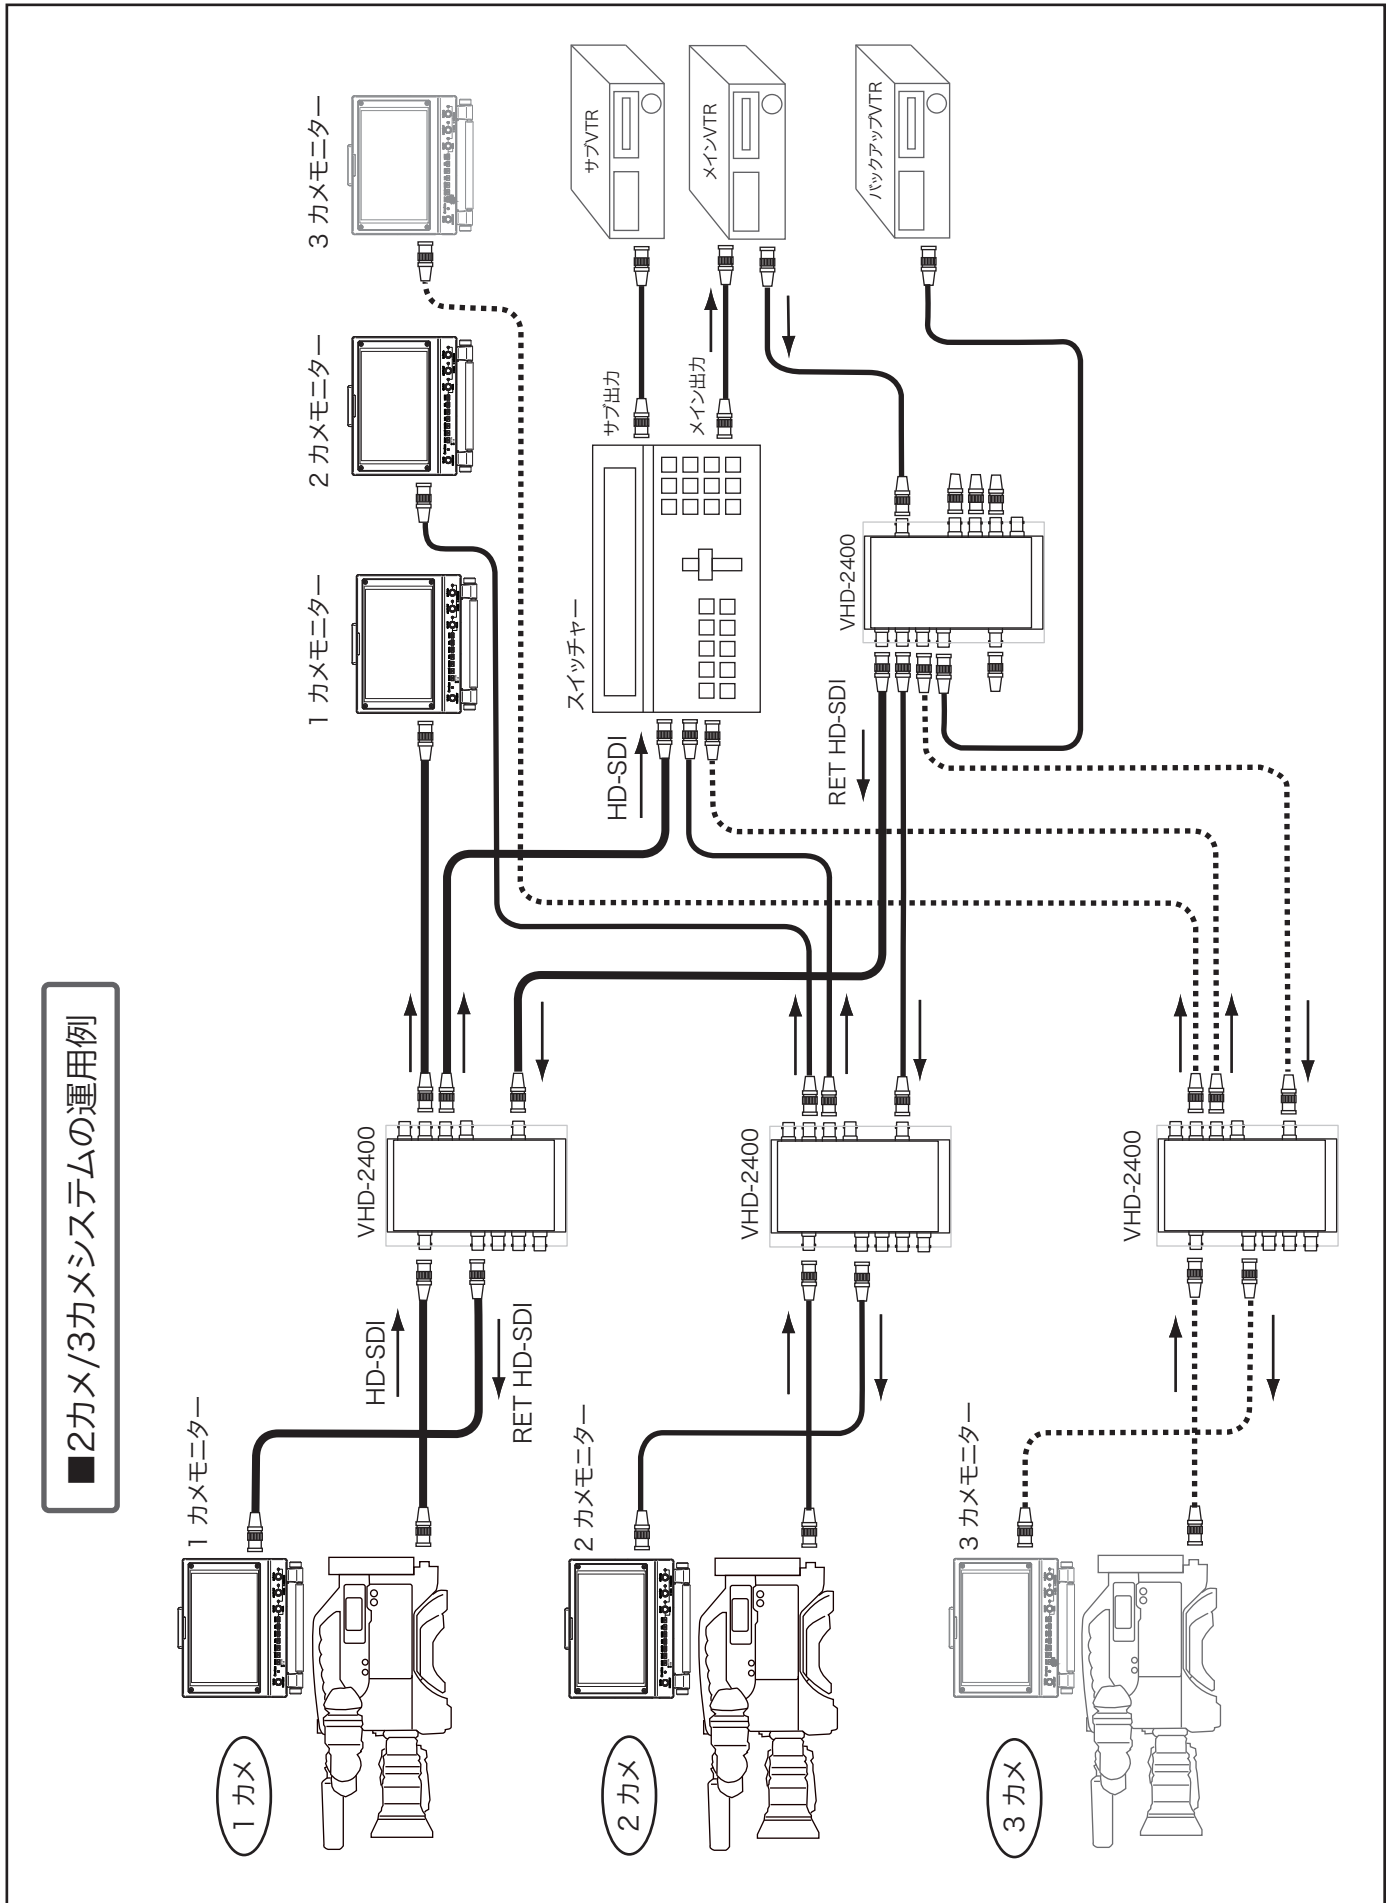 ■2カメ/3カメシステムの運用例
1 カメモニター
2 カメモニター
3 カメモニター
サブVTR
メインVTR
バックアップVTR
サブ出力
メイン出力
スイッチャー
HD-SDI
VHD-2400
RET HD-SDI
VHD-2400
VHD-2400
VHD-2400
HD-SDI
RET HD-SDI
1 カメモニター
2 カメモニター
3 カメモニター
1 カメ
2 カメ
3 カメ